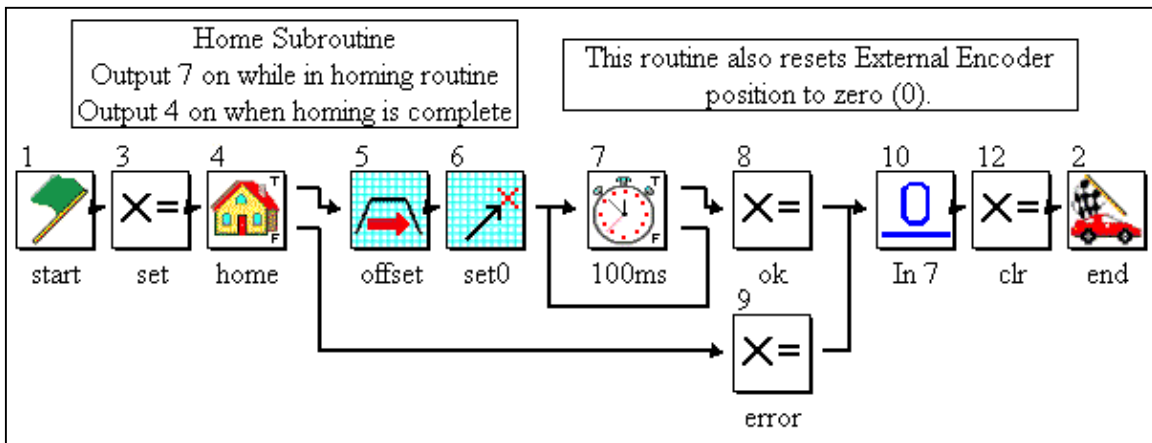 Home Subroutine
Output 7 on while in homing routine
Output 4 on when homing is complete
This routine also resets External Encoder
position to zero (0).
1 3 4 5 6 7 8 10 12 2
X= T F T F X= 0 X=
start set home offset set0 100ms ok In 7 clr end
9
X=
error